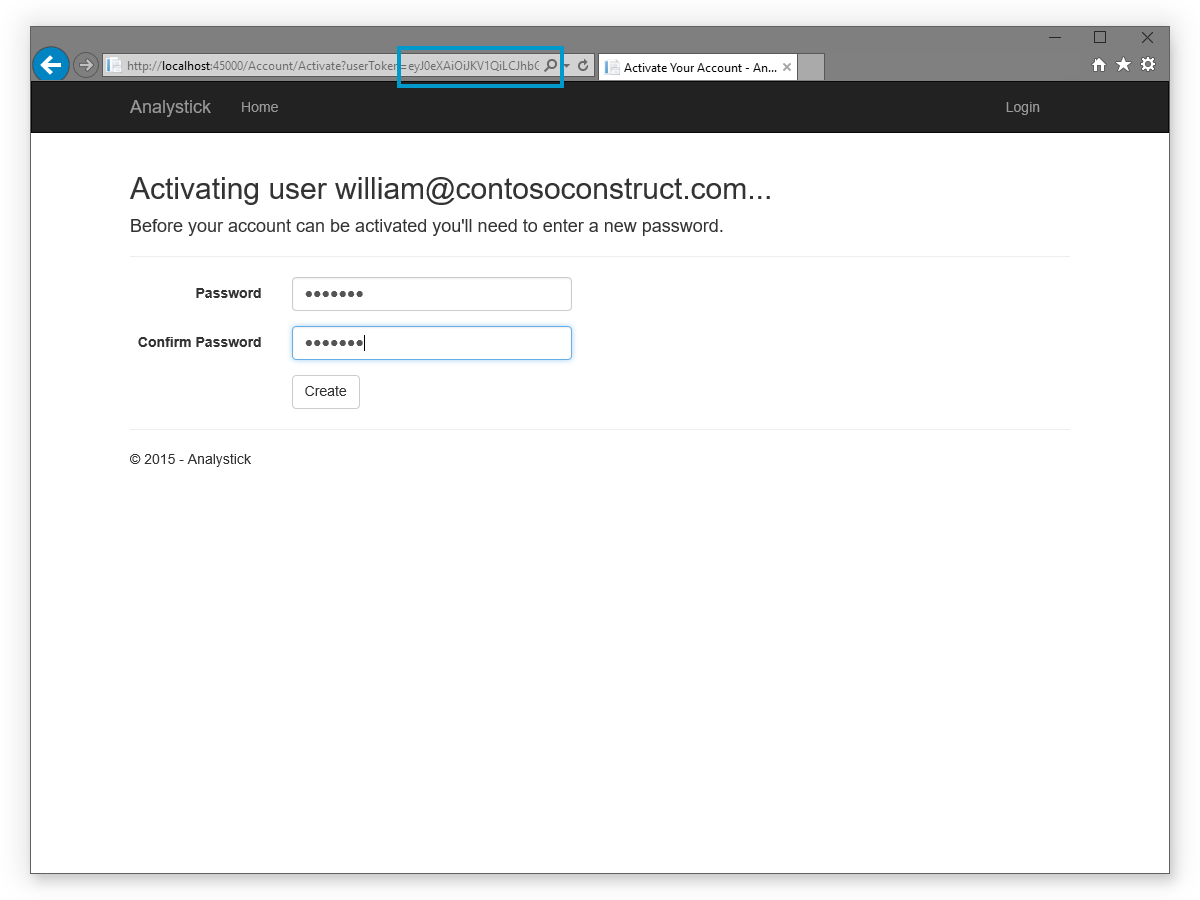 http://localhost:45000/Account/Activate?userToken=eyJ0eXAiOiJKV1QiLCJhbG
Activate Your Account - An...
Analystick Home Login
Activating user william@contosoconstruct.com...
Before your account can be activated you'll need to enter a new password.
Password
Confirm Password
Create
© 2015 - Analystick